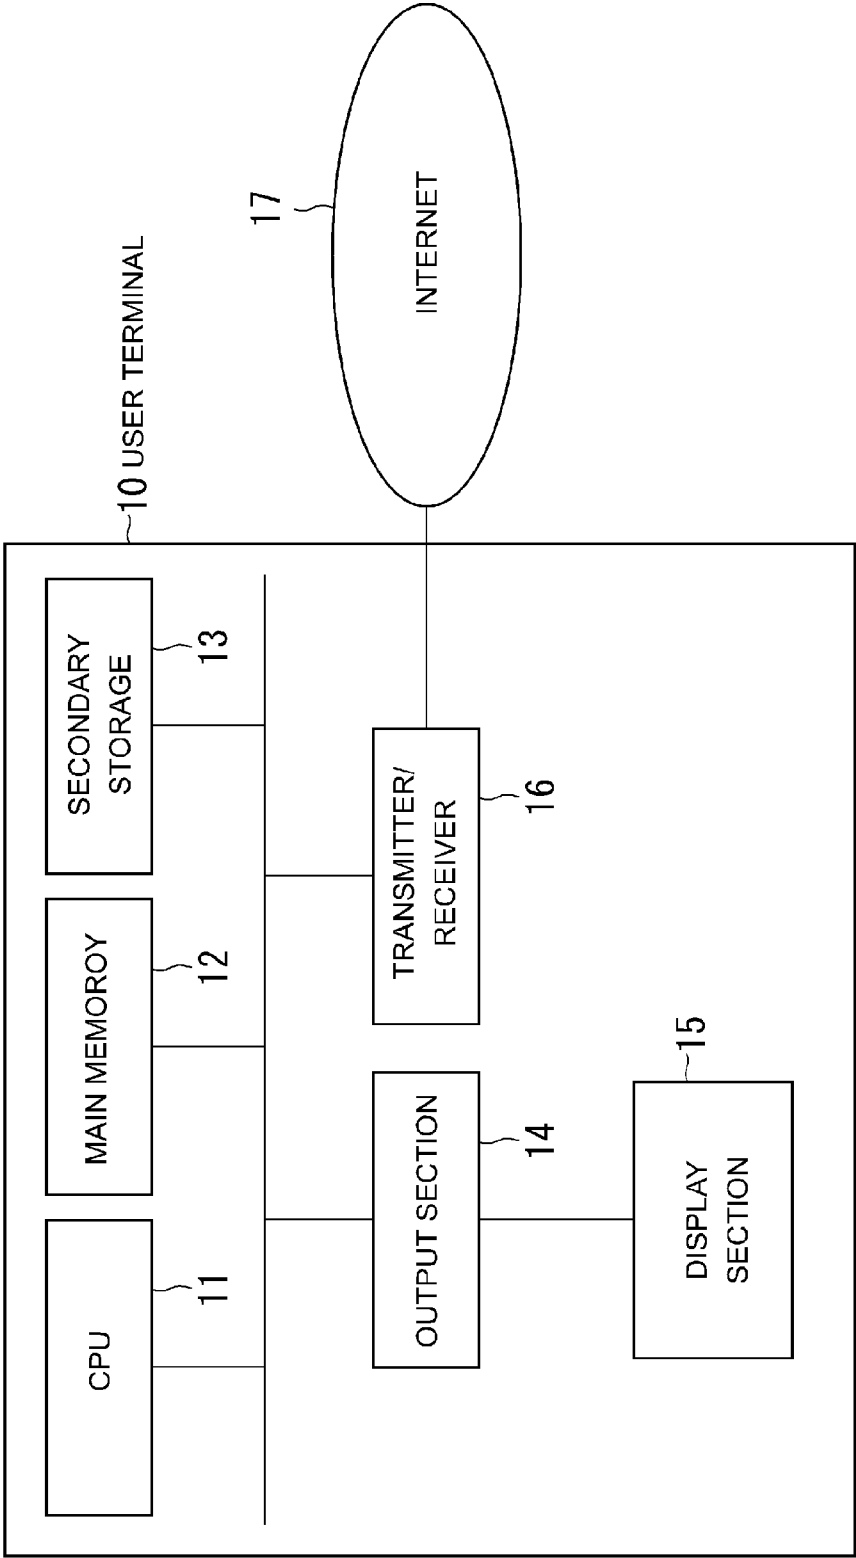 10 USER TERMINAL
CPU
11
MAIN MEMOROY
12
SECONDARY
STORAGE
13
OUTPUT SECTION
14
TRANSMITTER/
RECEIVER
16
DISPLAY
SECTION
15
INTERNET
17